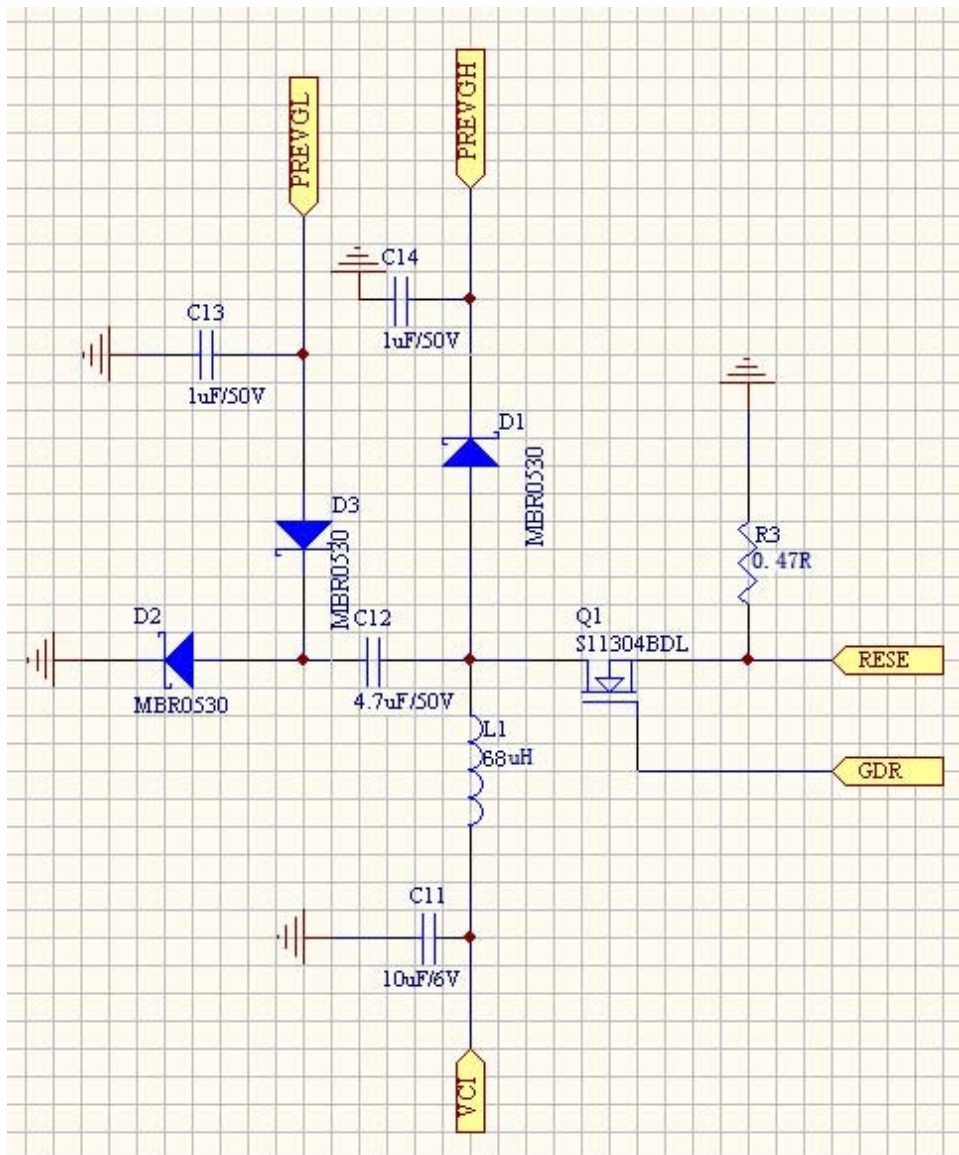 PREVGL
PREVGH
C14
1uF/50V
C13
1uF/50V
D1
MBR0530
D3
MBR0530
R3
0.47R
D2
MBR0530
C12
4.7uF/50V
Q1
S11304BDL
RESE
L1
68uH
GDR
C11
10uF/6V
VCI